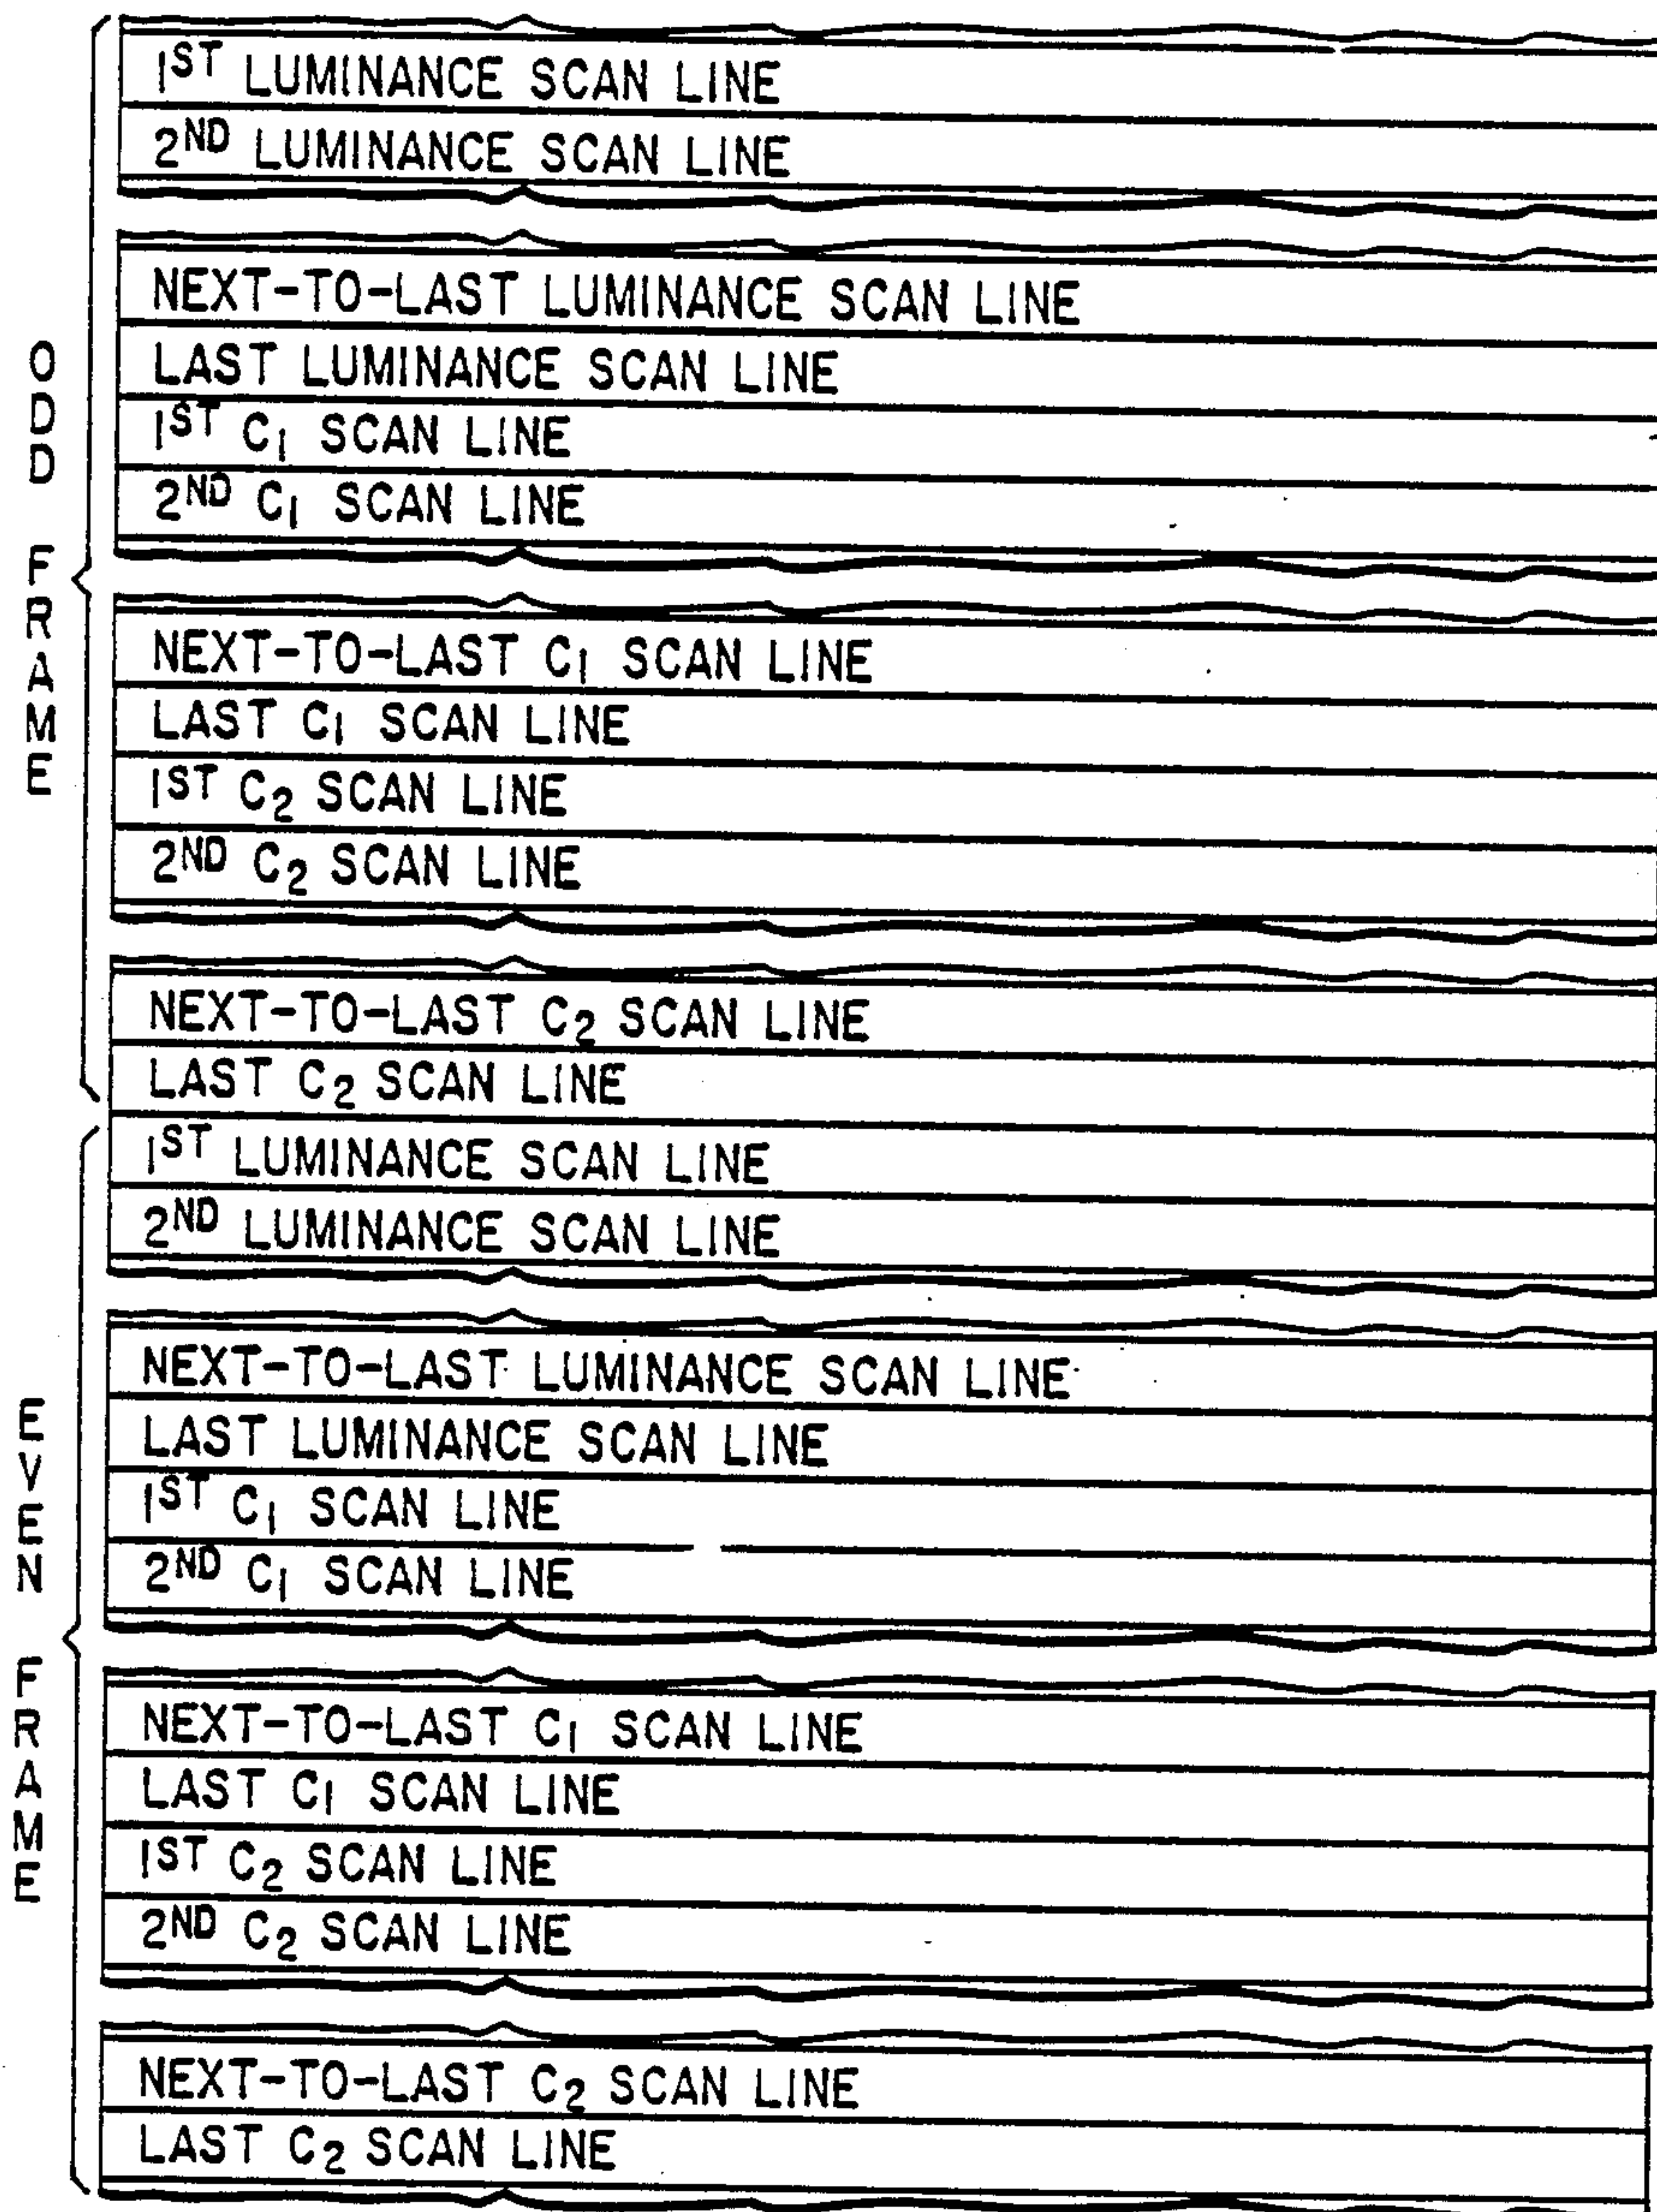 ODD FRAME
1ST LUMINANCE SCAN LINE
2ND LUMINANCE SCAN LINE
NEXT-TO-LAST LUMINANCE SCAN LINE
LAST LUMINANCE SCAN LINE
1ST C1 SCAN LINE
2ND C1 SCAN LINE
NEXT-TO-LAST C1 SCAN LINE
LAST C1 SCAN LINE
1ST C2 SCAN LINE
2ND C2 SCAN LINE
NEXT-TO-LAST C2 SCAN LINE
LAST C2 SCAN LINE
EVEN FRAME
1ST LUMINANCE SCAN LINE
2ND LUMINANCE SCAN LINE
NEXT-TO-LAST LUMINANCE SCAN LINE
LAST LUMINANCE SCAN LINE
1ST C1 SCAN LINE
2ND C1 SCAN LINE
NEXT-TO-LAST C1 SCAN LINE
LAST C1 SCAN LINE
1ST C2 SCAN LINE
2ND C2 SCAN LINE
NEXT-TO-LAST C2 SCAN LINE
LAST C2 SCAN LINE